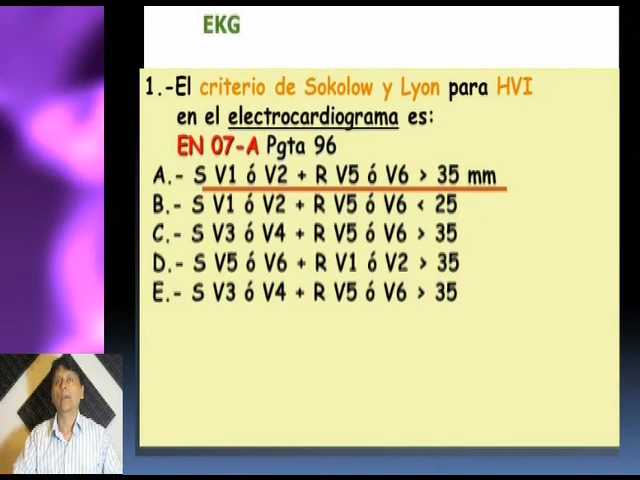 EKG
1.-El criterio de Sokolow y Lyon para HVI
en el electrocardiograma es:
EN 07-A Pgta 96
A.- S V1 ó V2 + R V5 ó V6 > 35 mm
B.- S V1 ó V2 + R V5 ó V6 < 25
C.- S V3 ó V4 + R V5 ó V6 > 35
D.- S V5 ó V6 + R V1 ó V2 > 35
E.- S V3 ó V4 + R V5 ó V6 > 35